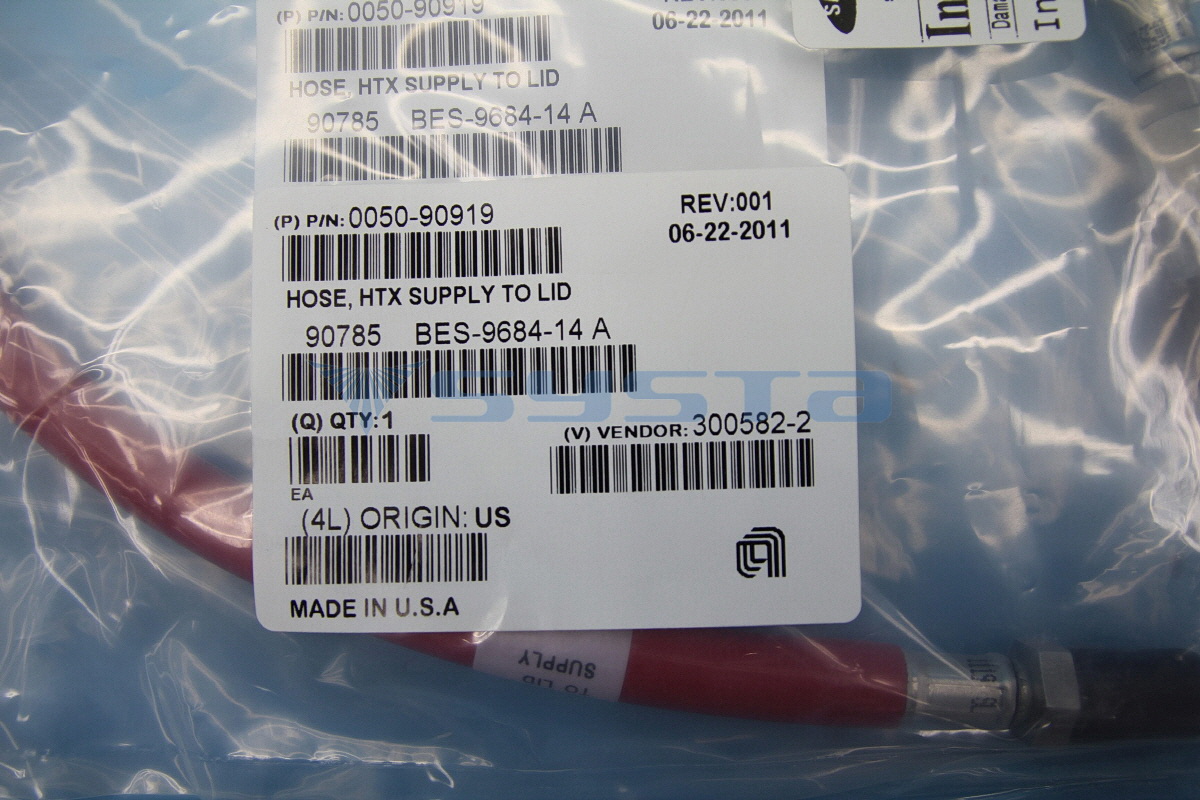 (P) P/N: 0050-90919
06-22-2011
HOSE, HTX SUPPLY TO LID
90785 BES-9684-14 A
(P) P/N: 0050-90919
REV:001
06-22-2011
HOSE, HTX SUPPLY TO LID
90785 BES-9684-14 A
systa
(Q) QTY:1
(V) VENDOR: 300582-2
EA
(4L) ORIGIN: US
MADE IN U.S.A
TO LID
SUPPLY